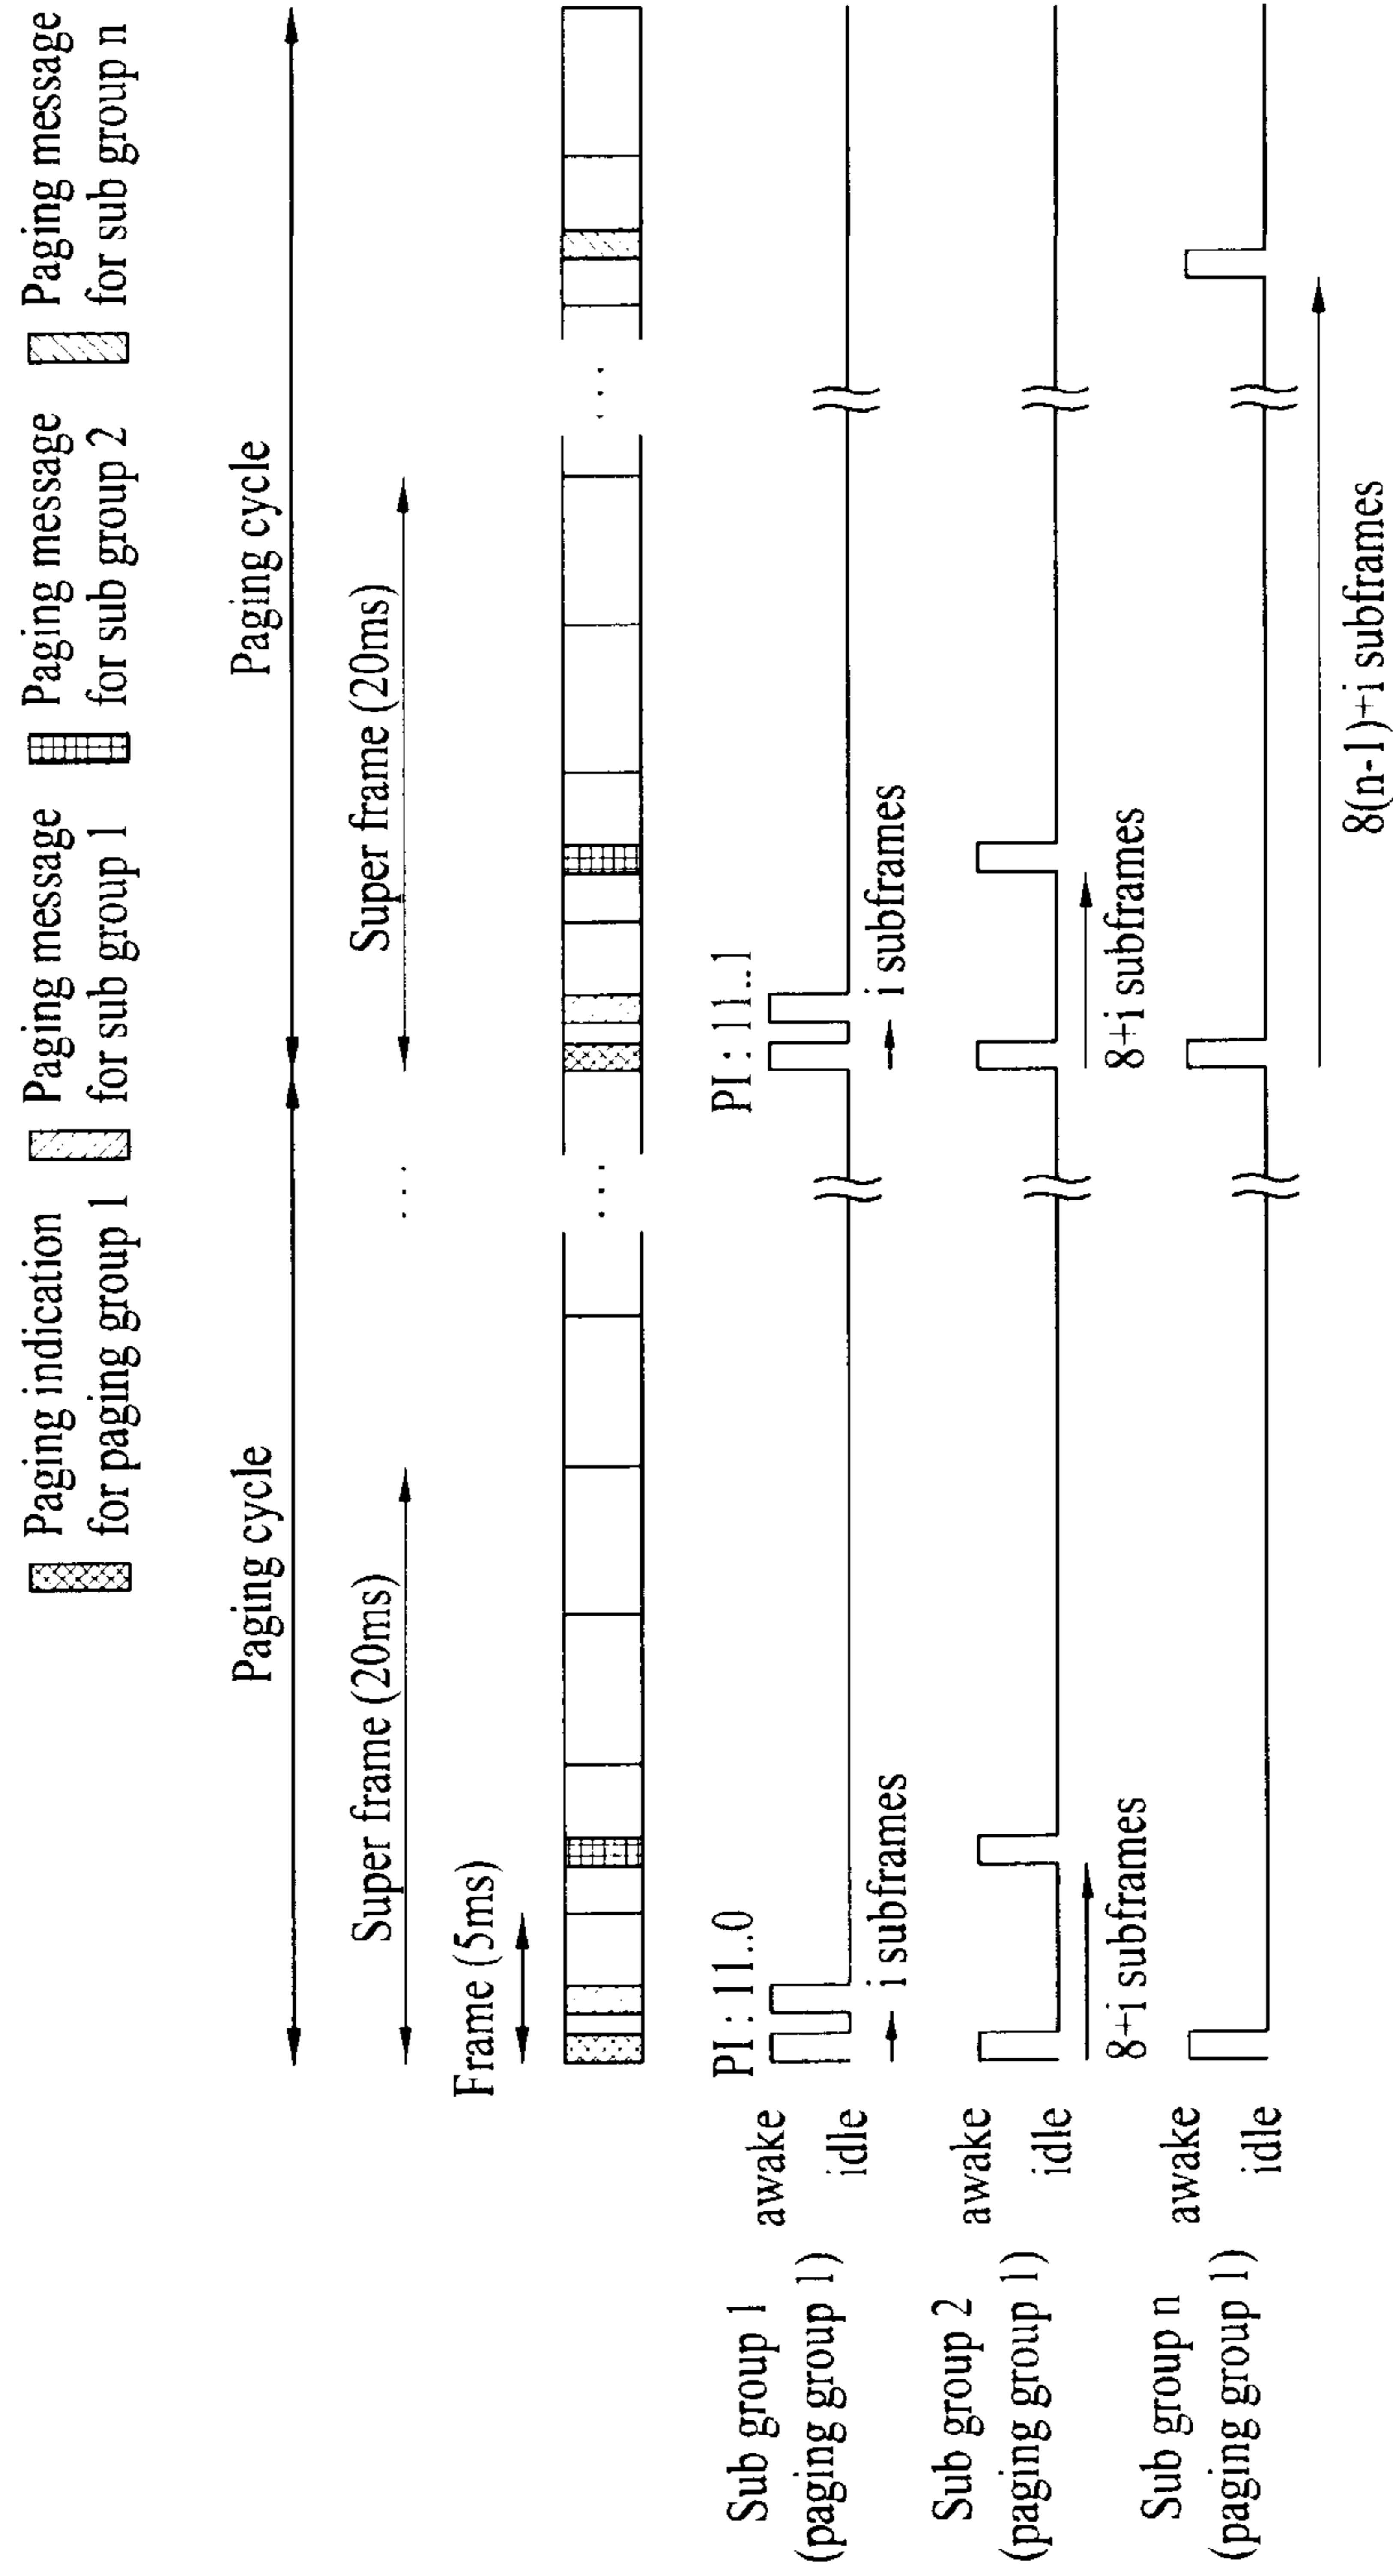 Paging indication
for paging group 1
Paging message
for sub group 1
Paging message
for sub group 2
Paging message
for sub group n
Paging cycle
Paging cycle
Super frame (20ms)
...
Super frame (20ms)
Frame (5ms)
...
...
PI : 11..0
PI : 11..1
Sub group 1
(paging group 1)
awake
idle
i subframes
i subframes
Sub group 2
(paging group 1)
awake
idle
8+i subframes
8+i subframes
Sub group n
(paging group 1)
awake
idle
8(n-1)+i subframes